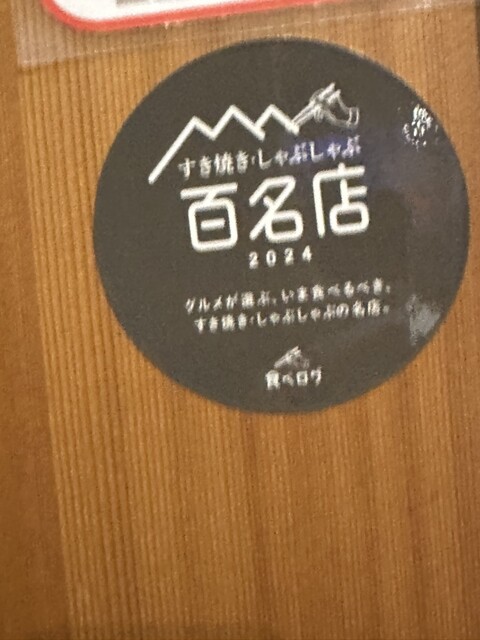 すき焼き・しゃぶしゃぶ
百名店
2024
グルメが選ぶ、いま食べるべき、
すき焼き・しゃぶしゃぶの名店。
食べログ